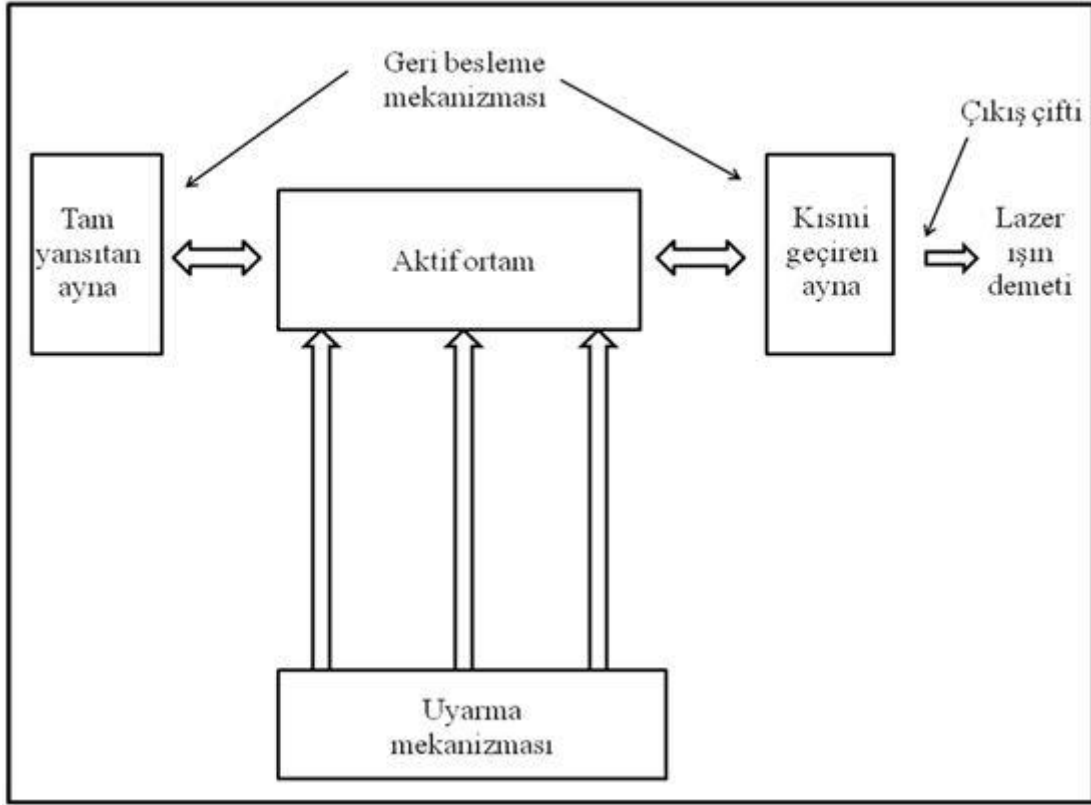 Geri besleme
mekanizması
Çıkış çifti
Tam
yansıtan
ayna
Aktif ortam
Kısmi
geçiren
ayna
Lazer
ışın
demeti
Uyarma
mekanizması